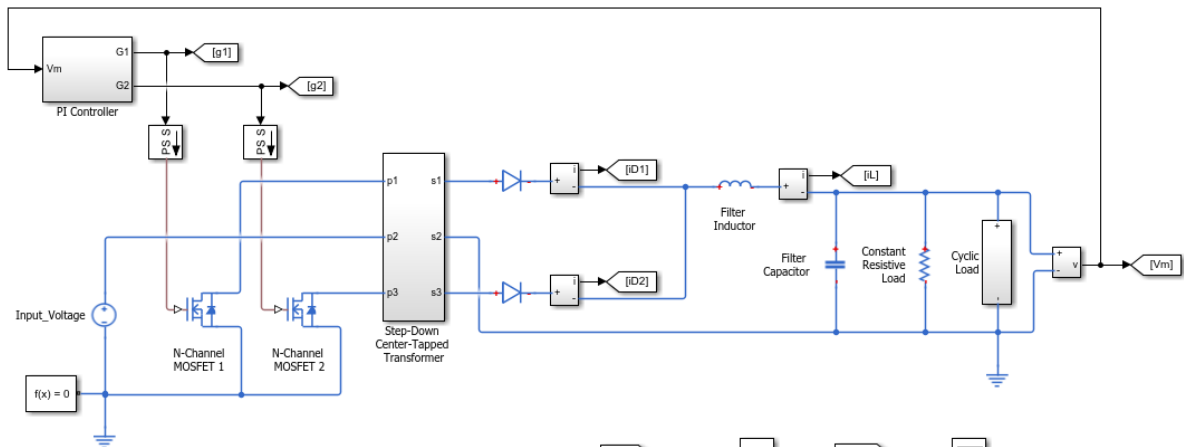 Vm
G1
G2
PI Controller
[g1]
[g2]
PS S
PS S
p1
p2
p3
s1
s2
s3
Step-Down
Center-Tapped
Transformer
+
i
-
[iD1]
+
i
-
[iD2]
Filter
Inductor
+
i
-
[iL]
Filter
Capacitor
Constant
Resistive
Load
+
Cyclic
Load
-
+
-
v
[Vm]
Input_Voltage
N-Channel
MOSFET 1
N-Channel
MOSFET 2
f(x) = 0